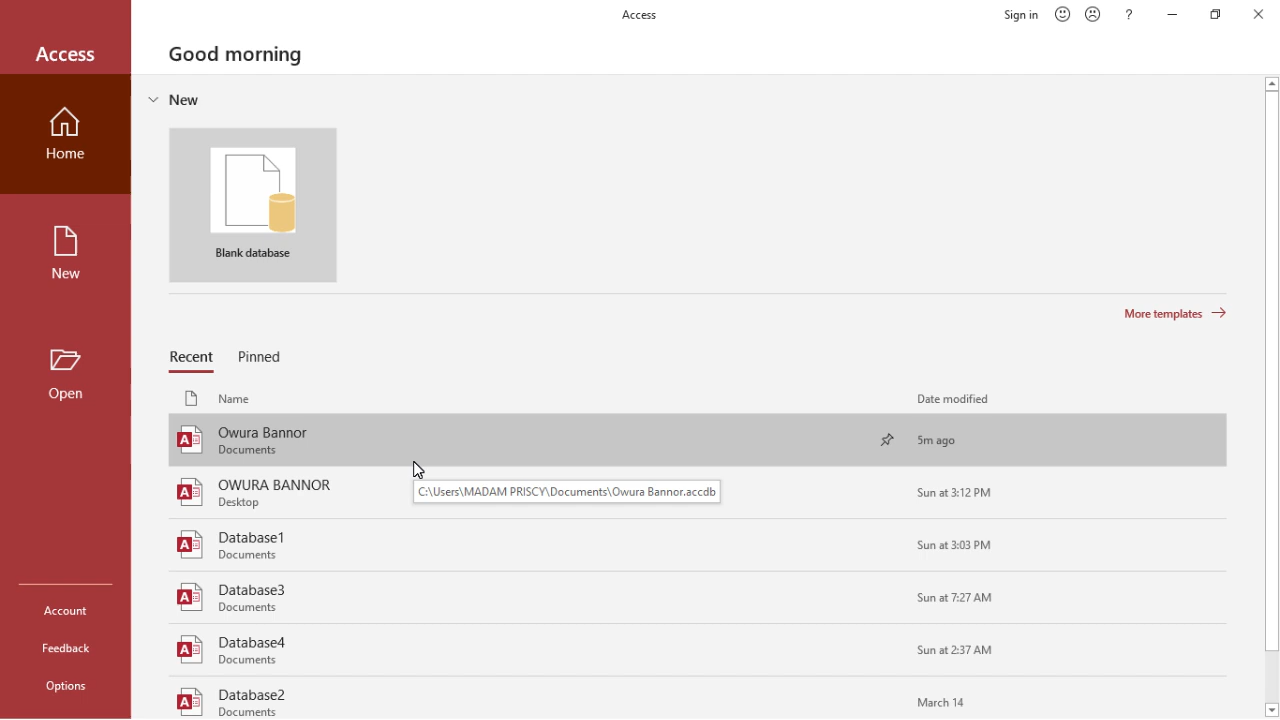 Access
Sign in
?
Access
Good morning
Home
New
Open
Account
Feedback
Options
New
Blank database
More templates
Recent Pinned
Name Date modified
Owura Bannor
Documents
5m ago
C:\Users\MADAM PRISCY\Documents\Owura Bannor.accdb
OWURA BANNOR
Desktop
Sun at 3:12 PM
Database1
Documents
Sun at 3:03 PM
Database3
Documents
Sun at 7:27 AM
Database4
Documents
Sun at 2:37 AM
Database2
Documents
March 14